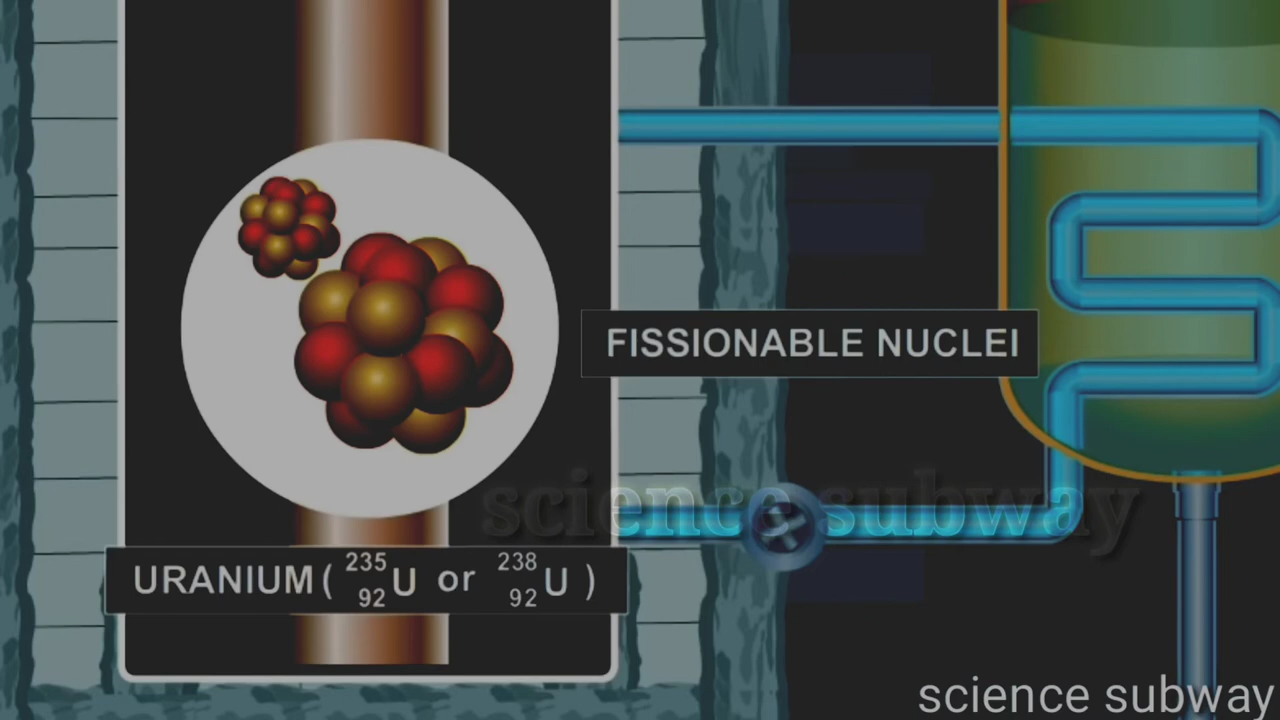 FISSIONABLE NUCLEI
science subway
URANIUM ( 235 92 U or 238 92 U )
science subway